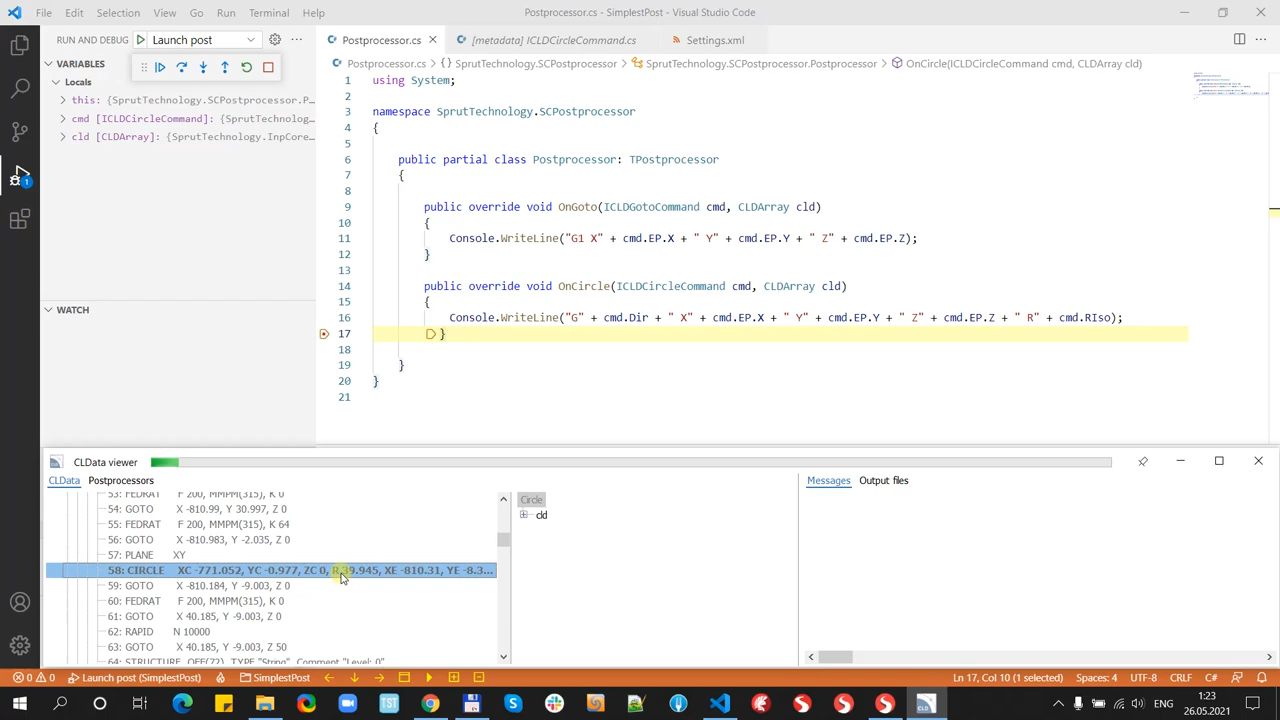 File Edit Selection View Go Run Terminal Help
Postprocessor.cs - SimplestPost - Visual Studio Code
RUN AND DEBUG Launch post
Postprocessor.cs [metadata] ICLDCircleCommand.cs Settings.xml
Postprocessor.cs > {} SprutTechnology.SCPostprocessor > SprutTechnology.SCPostprocessor.Postprocessor > OnCircle(ICLDCircleCommand cmd, CLDArray cld)
VARIABLES
Locals
this: {SprutTechnology.SCPostprocessor.P...
cmd [ICLDCircleCommand]: {SprutTechnolog...
cld [CLDArray]: {SprutTechnology.InpCore...
WATCH
1 using System;
2
3 namespace SprutTechnology.SCPostprocessor
4 {
5
6 public partial class Postprocessor: TPostprocessor
7 {
8
9 public override void OnGoto(ICLDGotoCommand cmd, CLDArray cld)
10 {
11 Console.WriteLine("G1 X" + cmd.EP.X + " Y" + cmd.EP.Y + " Z" + cmd.EP.Z);
12 }
13
14 public override void OnCircle(ICLDCircleCommand cmd, CLDArray cld)
15 {
16 Console.WriteLine("G" + cmd.Dir + " X" + cmd.EP.X + " Y" + cmd.EP.Y + " Z" + cmd.EP.Z + " R" + cmd.RIso);
17 }
18
19 }
20 }
21
CLData viewer
CLData Postprocessors
Messages Output files
53: FEDRAT F 200, MMPM(315), K 0
54: GOTO X -810.99, Y 30.997, Z 0
55: FEDRAT F 200, MMPM(315), K 64
56: GOTO X -810.983, Y -2.035, Z 0
57: PLANE XY
58: CIRCLE XC -771.052, YC -0.977, ZC 0, R 39.945, XE -810.31, YE -8.3...
59: GOTO X -810.184, Y -9.003, Z 0
60: FEDRAT F 200, MMPM(315), K 0
61: GOTO X 40.185, Y -9.003, Z 0
62: RAPID N 10000
63: GOTO X 40.185, Y -9.003, Z 50
64: STRUCTURE OFF(72), TYPE "String", Comment "Level: 0"
Circle
cld
0 0 Launch post (SimplestPost) SimplestPost
Ln 17, Col 10 (1 selected) Spaces: 4 UTF-8 CRLF C#
ENG
1:23
26.05.2021